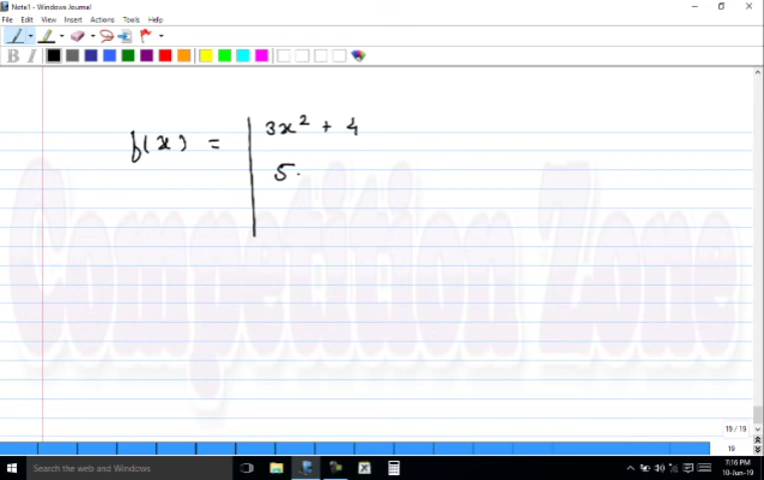 Note1 - Windows Journal
File Edit View Insert Actions Tools Help
B I
f(x) = | 3x² + 4
5.
Competition Zone
19 / 19
19
Search the web and Windows
7:16 PM
10-Jun-19